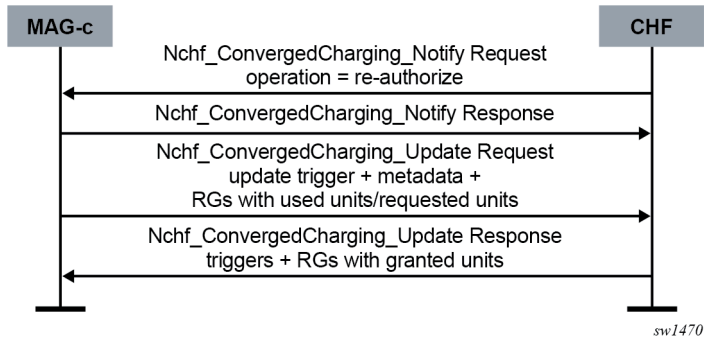 MAG-c
CHF
Nchf_ConvergedCharging_Notify Request
operation = re-authorize
Nchf_ConvergedCharging_Notify Response
Nchf_ConvergedCharging_Update Request
update trigger + metadata +
RGs with used units/requested units
Nchf_ConvergedCharging_Update Response
triggers + RGs with granted units
sw1470